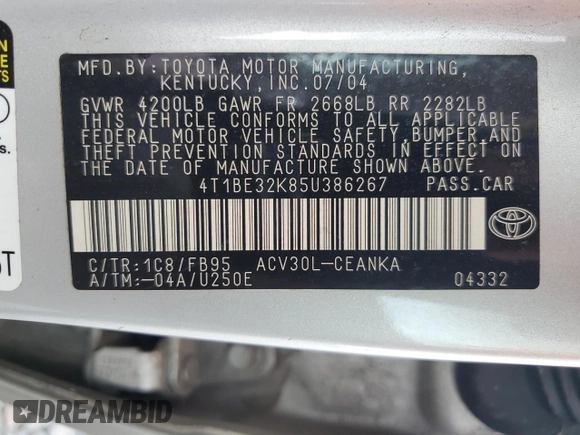 MFD.BY:TOYOTA MOTOR MANUFACTURING,
KENTUCKY,INC.07/04
GVWR 4200LB GAWR FR 2668LB RR 2282LB
THIS VEHICLE CONFORMS TO ALL APPLICABLE
FEDERAL MOTOR VEHICLE SAFETY,BUMPER,AND
THEFT PREVENTION STANDARDS IN EFFECT ON
THE DATE OF MANUFACTURE SHOWN ABOVE.
4T1BE32K85U386267 PASS.CAR
C/TR:1C8/FB95 ACV30L-CEANKA
A/TM:-04A/U250E 04332
DREAMBID